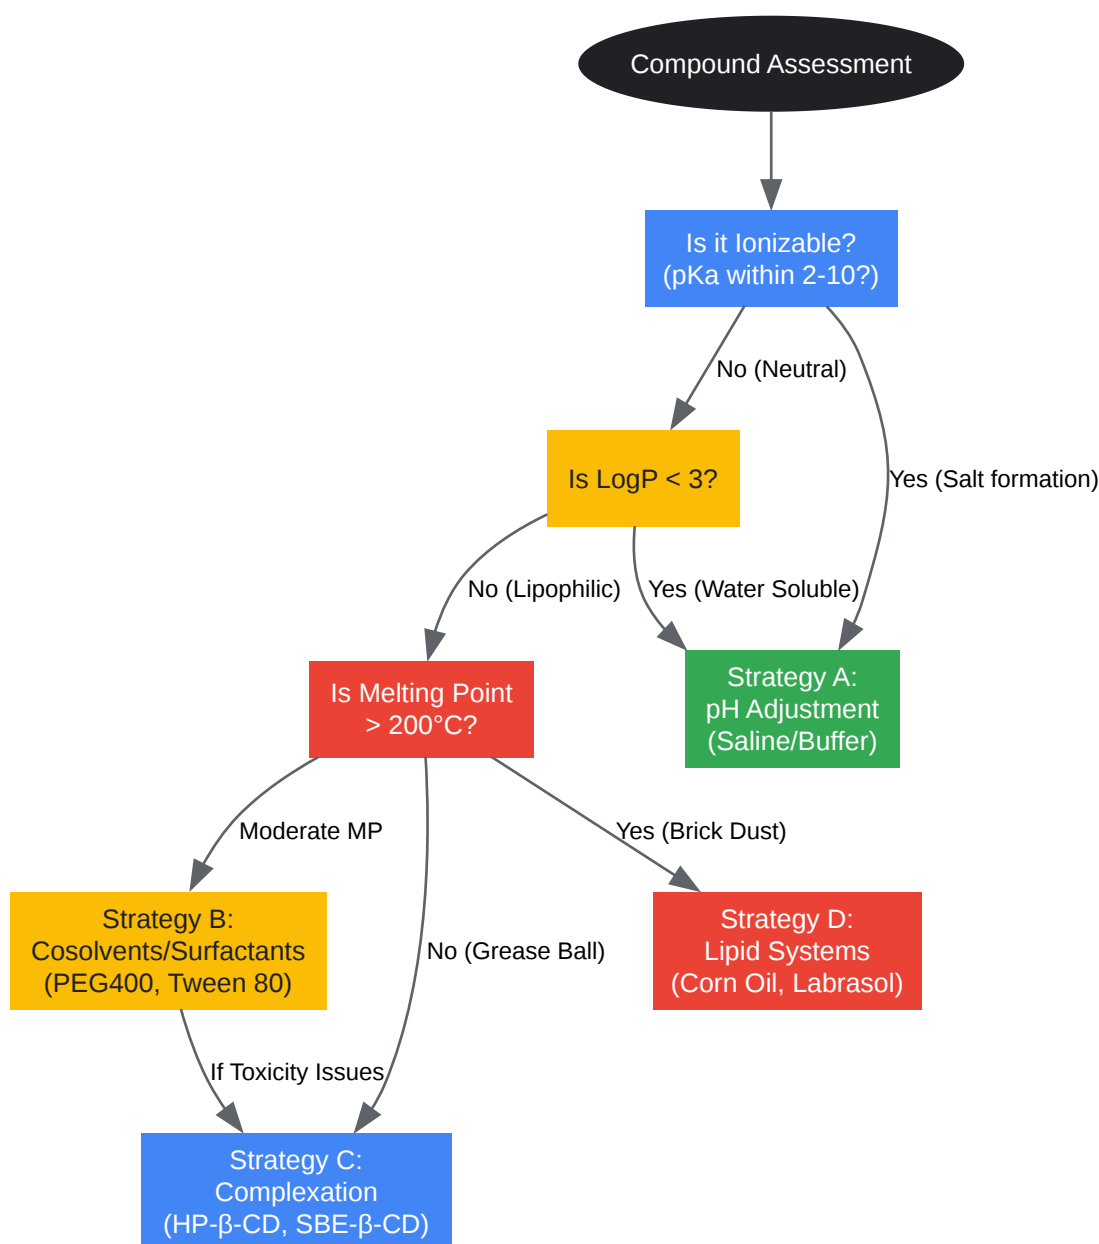 Compound Assessment
Is it Ionizable?
(pKa within 2-10?)
No (Neutral)
Is LogP < 3?
Yes (Salt formation)
No (Lipophilic)
Yes (Water Soluble)
Is Melting Point
> 200°C?
Strategy A:
pH Adjustment
(Saline/Buffer)
Moderate MP
Yes (Brick Dust)
Strategy B:
Cosolvents/Surfactants
(PEG400, Tween 80)
No (Grease Ball)
Strategy D:
Lipid Systems
(Corn Oil, Labrasol)
If Toxicity Issues
Strategy C:
Complexation
(HP-β-CD, SBE-β-CD)